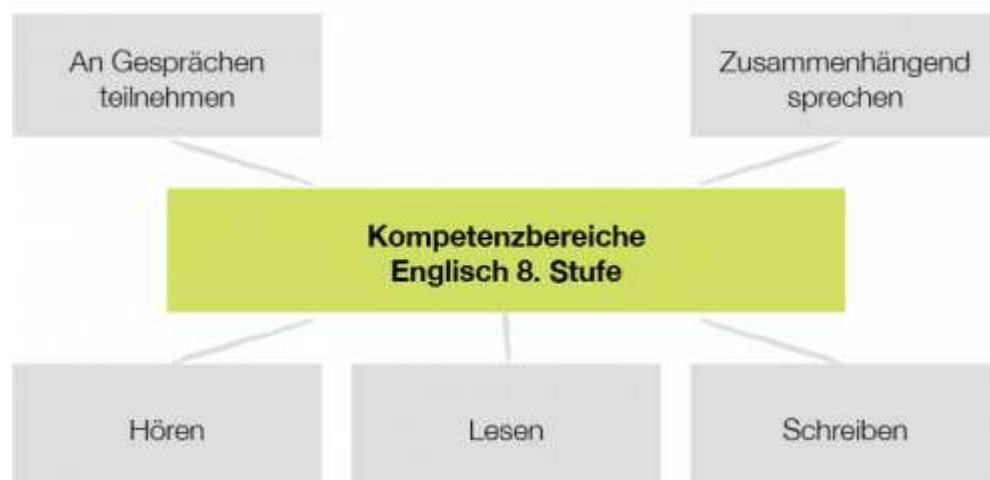 An Gesprächen
teilnehmen
Zusammenhängend
sprechen
Kompetenzbereiche
Englisch 8. Stufe
Hören
Lesen
Schreiben